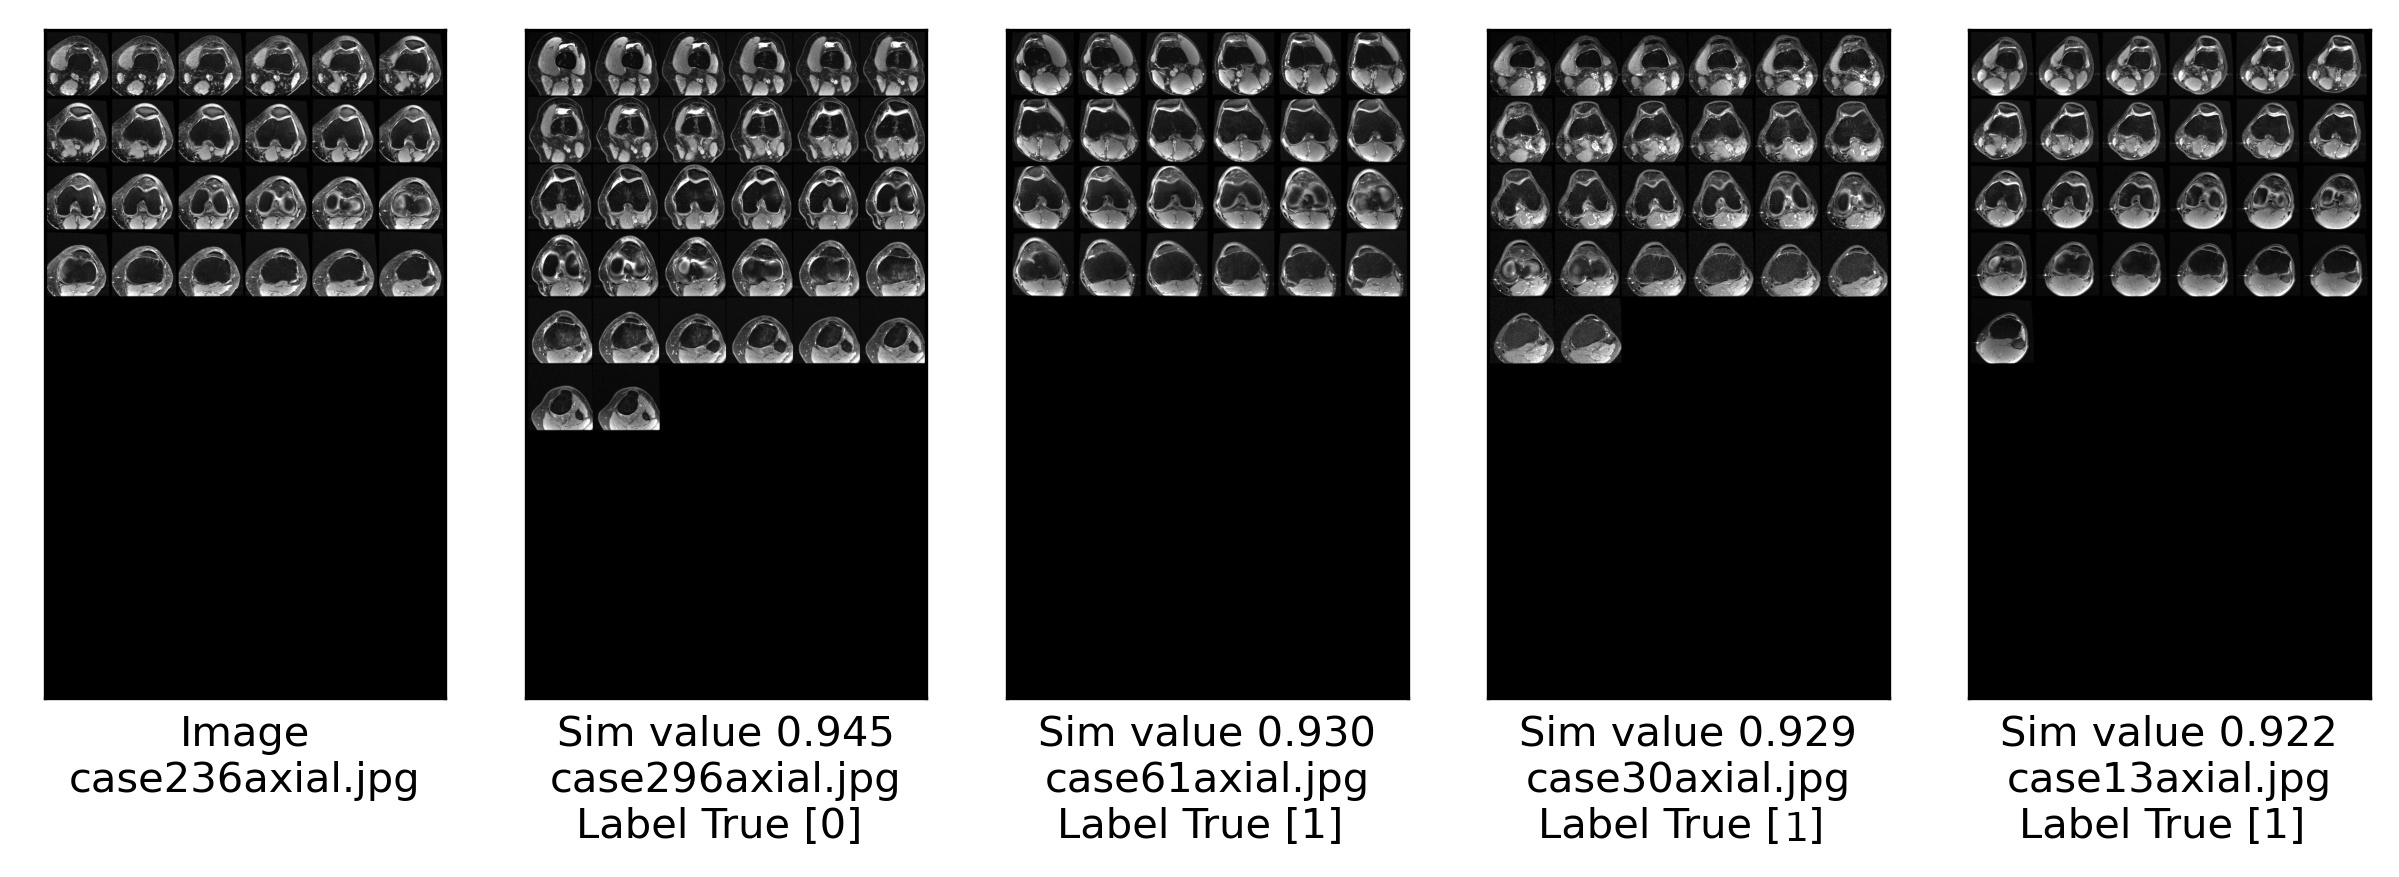 Image
case236axial.jpg
Sim value 0.945
case296axial.jpg
Label True [0]
Sim value 0.930
case61axial.jpg
Label True [1]
Sim value 0.929
case30axial.jpg
Label True [1]
Sim value 0.922
case13axial.jpg
Label True [1]